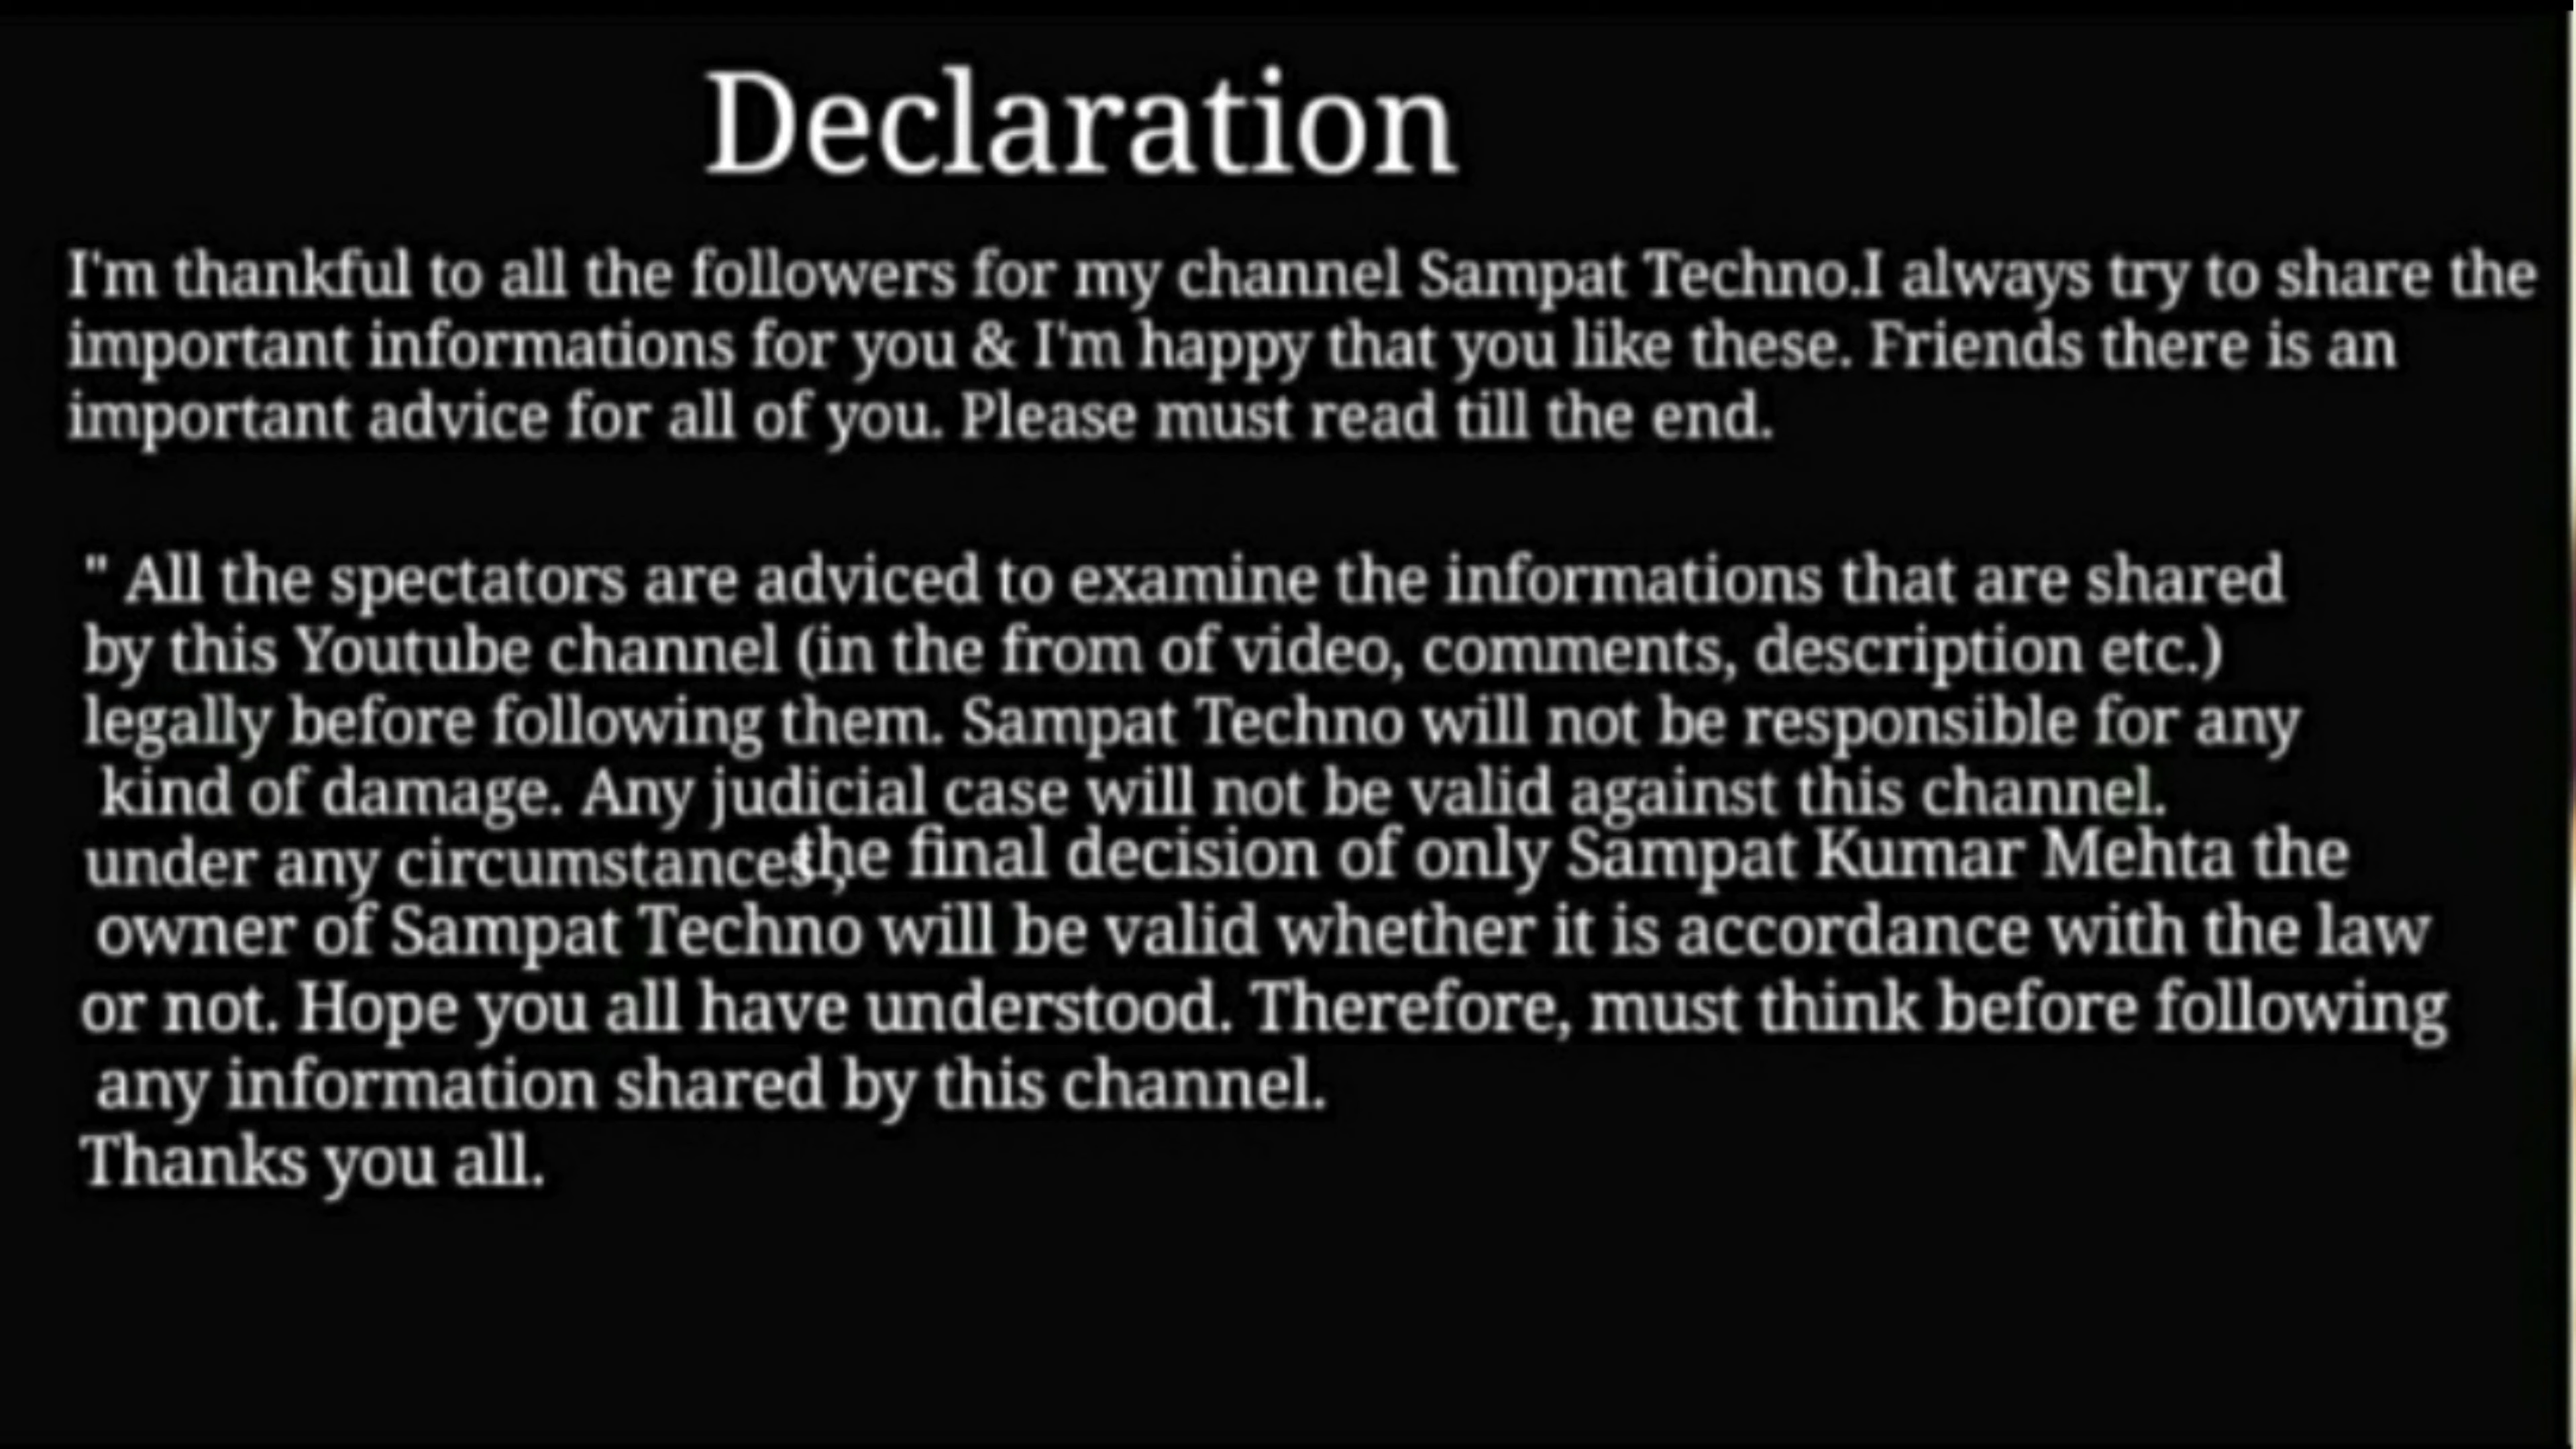 Declaration
I'm thankful to all the followers for my channel Sampat Techno.I always try to share the
important informations for you & I'm happy that you like these. Friends there is an
important advice for all of you. Please must read till the end.
" All the spectators are adviced to examine the informations that are shared
by this Youtube channel (in the from of video, comments, description etc.)
legally before following them. Sampat Techno will not be responsible for any
kind of damage. Any judicial case will not be valid against this channel.
under any circumstances, the final decision of only Sampat Kumar Mehta the
owner of Sampat Techno will be valid whether it is accordance with the law
or not. Hope you all have understood. Therefore, must think before following
any information shared by this channel.
Thanks you all.